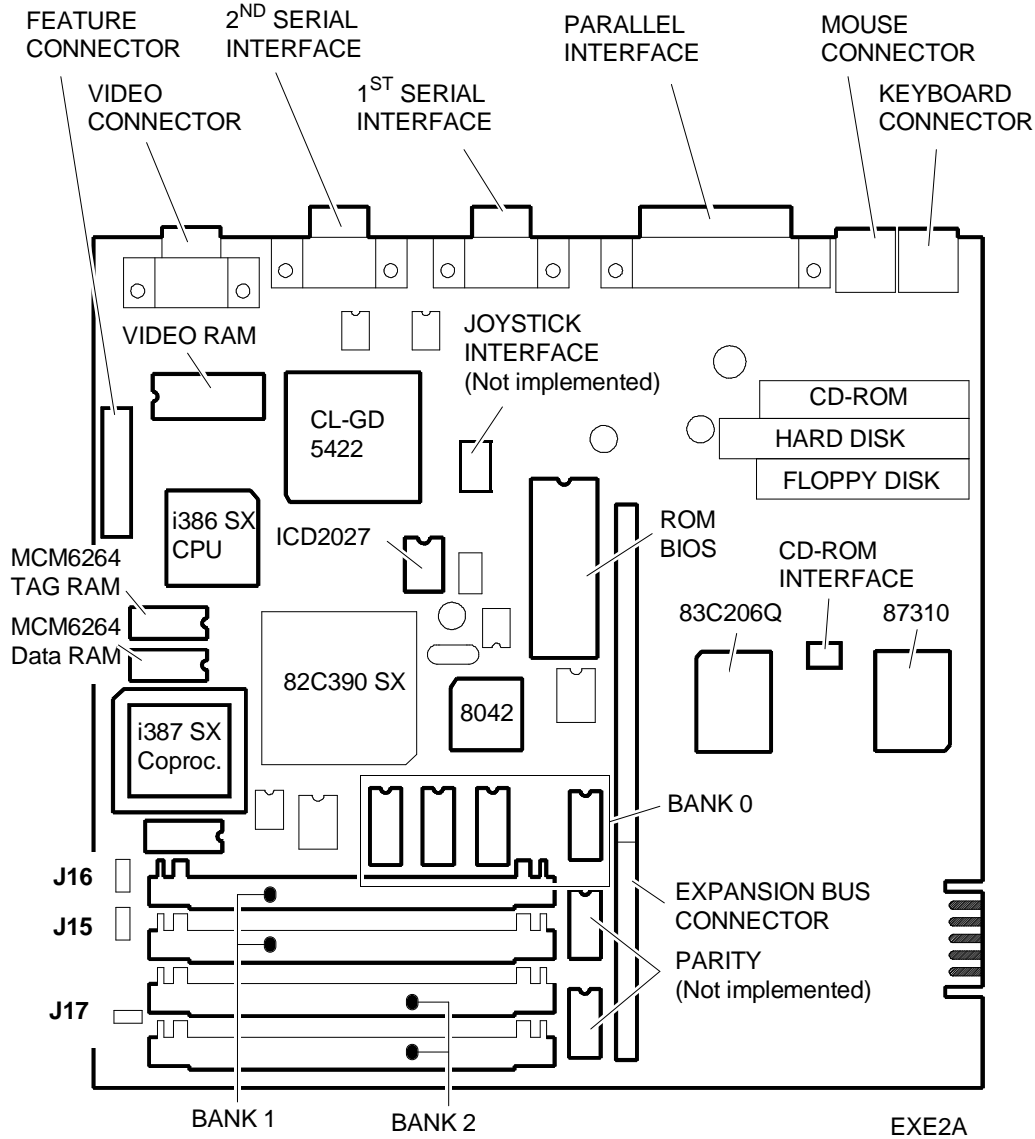 FEATURE
CONNECTOR
2ND SERIAL
INTERFACE
PARALLEL
INTERFACE
MOUSE
CONNECTOR
VIDEO
CONNECTOR
1ST SERIAL
INTERFACE
KEYBOARD
CONNECTOR
VIDEO RAM
JOYSTICK
INTERFACE
(Not implemented)
CL-GD
5422
CD-ROM
HARD DISK
FLOPPY DISK
i386 SX
CPU
ICD2027
ROM
BIOS
CD-ROM
INTERFACE
MCM6264
TAG RAM
MCM6264
Data RAM
83C206Q
87310
82C390 SX
8042
i387 SX
Coproc.
BANK 0
J16
J15
J17
EXPANSION BUS
CONNECTOR
PARITY
(Not implemented)
BANK 1
BANK 2
EXE2A